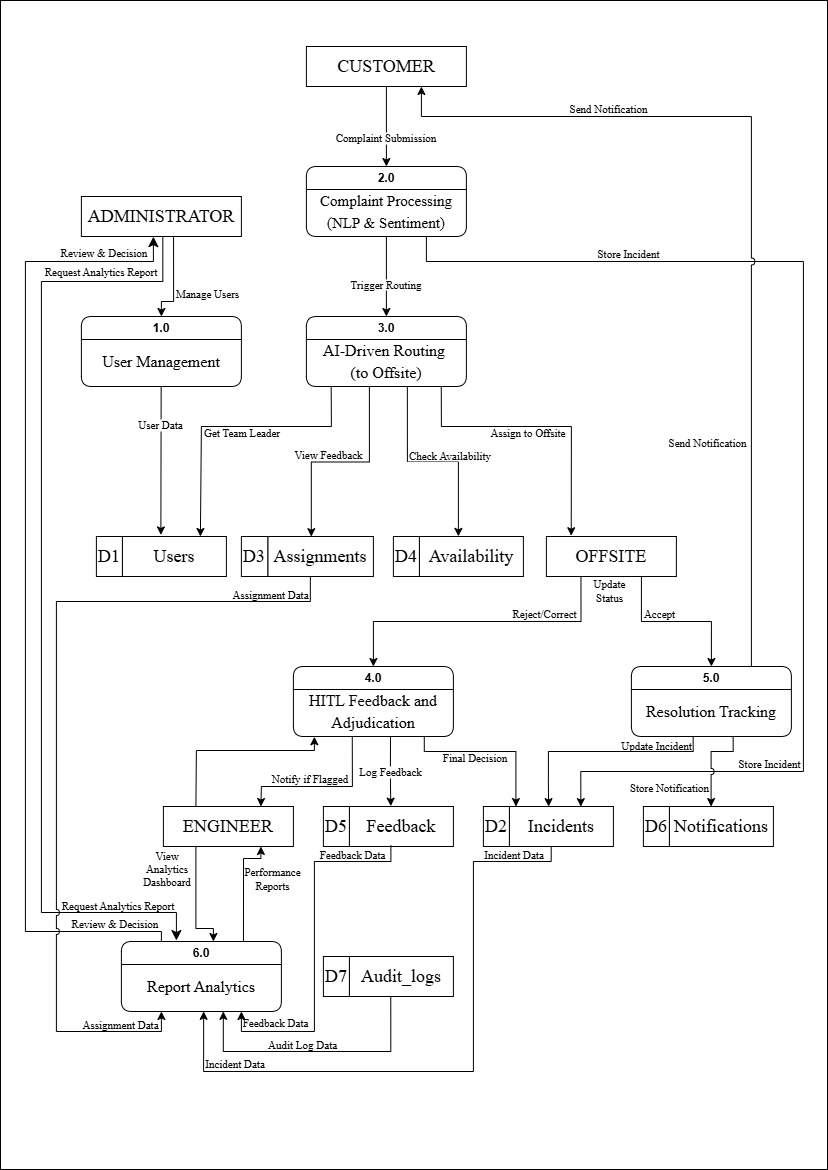 CUSTOMER
Send Notification
Complaint Submission
2.0
Complaint Processing
(NLP & Sentiment)
ADMINISTRATOR
Review & Decision
Store Incident
Request Analytics Report
Trigger Routing
Manage Users
1.0
3.0
User Management
AI-Driven Routing
(to Offsite)
User Data
Get Team Leader
Assign to Offsite
Send Notification
View Feedback
Check Availability
D1
Users
D3
Assignments
D4
Availability
OFFSITE
Update
Status
Assignment Data
Reject/Correct
Accept
4.0
HITL Feedback and
Adjudication
5.0
Resolution Tracking
Update Incident
Final Decision
Store Incident
Log Feedback
Notify if Flagged
Store Notification
ENGINEER
D5
Feedback
D2
Incidents
D6
Notifications
View
Analytics
Dashboard
Feedback Data
Incident Data
Performance
Reports
Request Analytics Report
Review & Decision
6.0
Report Analytics
D7
Audit_logs
Assignment Data
Feedback Data
Audit Log Data
Incident Data